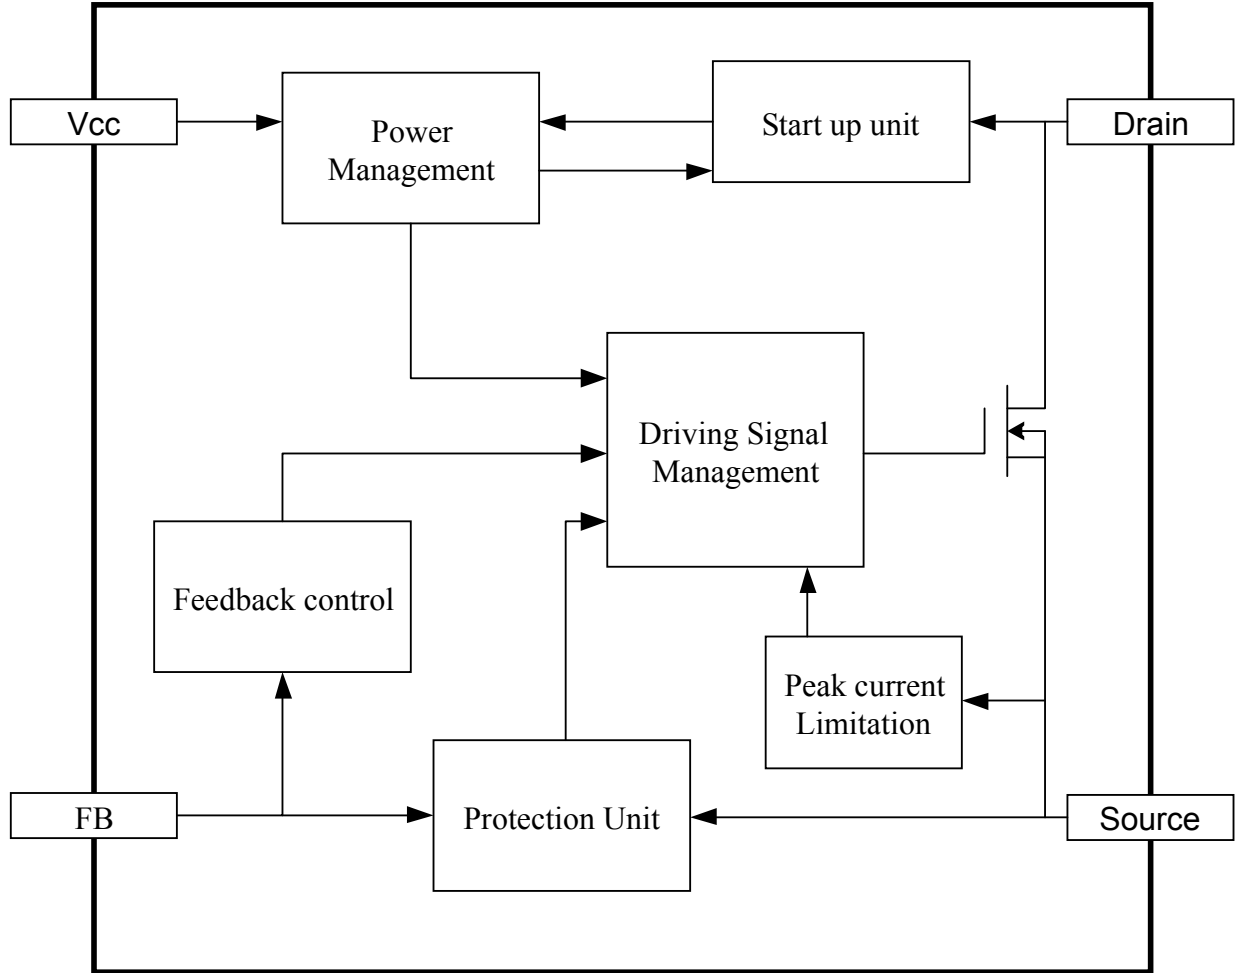 Vcc
Power
Management
Start up unit
Drain
Driving Signal
Management
Feedback control
Peak current
Limitation
FB
Protection Unit
Source